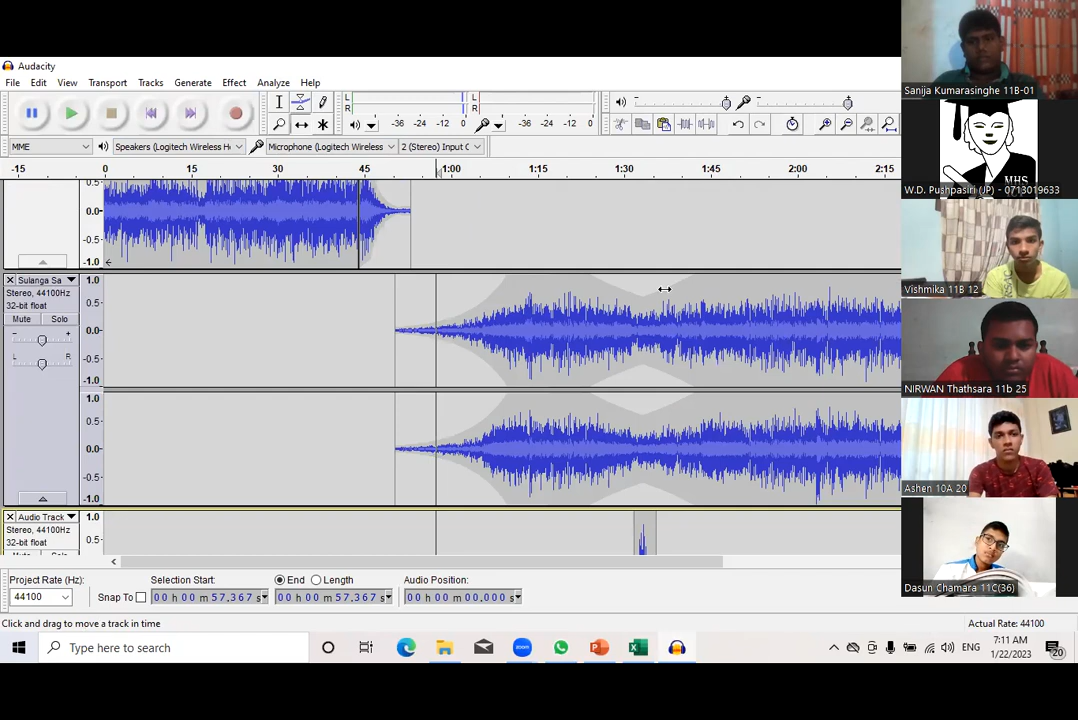 Audacity
File Edit View Transport Tracks Generate Effect Analyze Help
L
R
-36 -24 -12 0
L
R
-36 -24 -12 0
MME
Speakers (Logitech Wireless He
Microphone (Logitech Wireless
2 (Stereo) Input C
-15 0 15 30 45 1:00 1:15 1:30 1:45 2:00 2:15
0.5
0.0
-0.5
-1.0
Sulanga Sa
Stereo, 44100Hz
32-bit float
Mute Solo
- +
L R
1.0
0.5
0.0
-0.5
-1.0
1.0
0.5
0.0
-0.5
-1.0
Audio Track
Stereo, 44100Hz
32-bit float
Mute Solo
1.0
0.5
Project Rate (Hz):
44100
Snap To
Selection Start:
00 h 00 m 57.367 s
End Length
00 h 00 m 57.367 s
Audio Position:
00 h 00 m 00.000 s
Click and drag to move a track in time
Actual Rate: 44100
Type here to search
zoom
ENG
7:11 AM
1/22/2023
20
Sanija Kumarasinghe 11B-01
MHS
W.D. Pushpasiri (JP) - 0713019633
Vishmika 11B 12
NIRWAN Thathsara 11b 25
Ashen 10A 20
Dasun Chamara 11C(36)